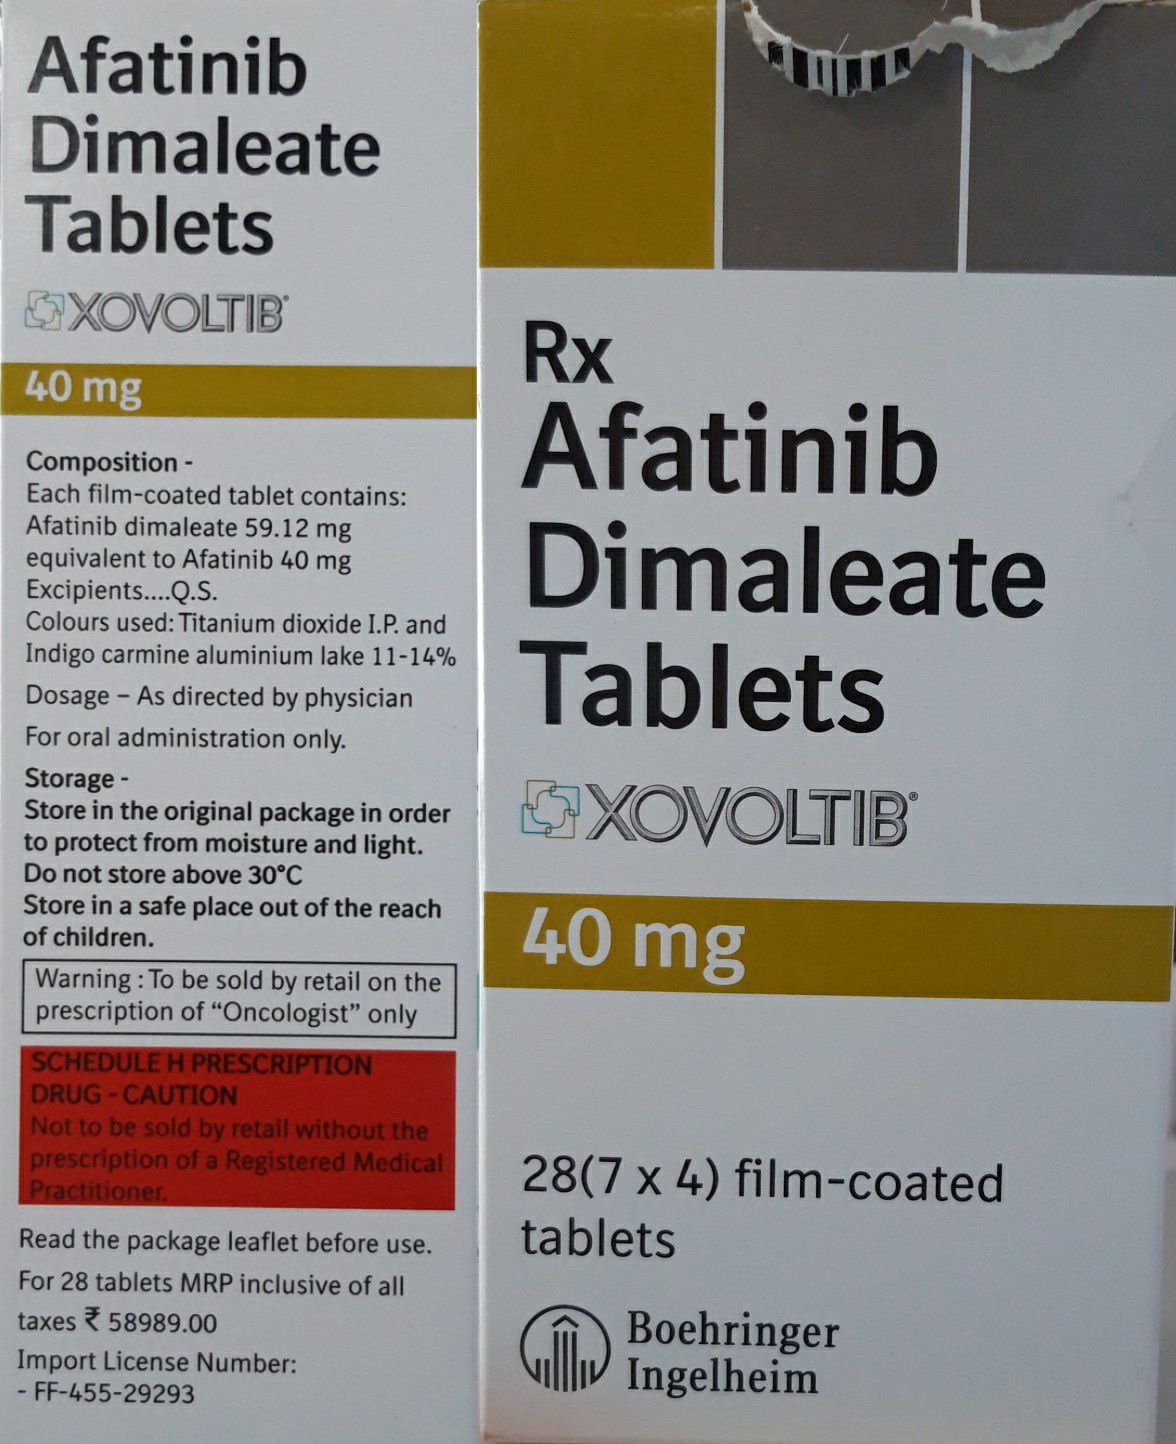 Afatinib
Dimaleate
Tablets
XOVOLTIB®
40 mg
Composition -
Each film-coated tablet contains:
Afatinib dimaleate 59.12 mg
equivalent to Afatinib 40 mg
Excipients....Q.S.
Colours used: Titanium dioxide I.P. and
Indigo carmine aluminium lake 11-14%
Dosage – As directed by physician
For oral administration only.
Storage -
Store in the original package in order
to protect from moisture and light.
Do not store above 30°C
Store in a safe place out of the reach
of children.
Warning : To be sold by retail on the
prescription of “Oncologist” only
SCHEDULE H PRESCRIPTION
DRUG - CAUTION
Not to be sold by retail without the
prescription of a Registered Medical
Practitioner.
Read the package leaflet before use.
For 28 tablets MRP inclusive of all
taxes ₹ 58989.00
Import License Number:
- FF-455-29293
Rx
Afatinib
Dimaleate
Tablets
XOVOLTIB®
40 mg
28(7 x 4) film-coated
tablets
Boehringer
Ingelheim